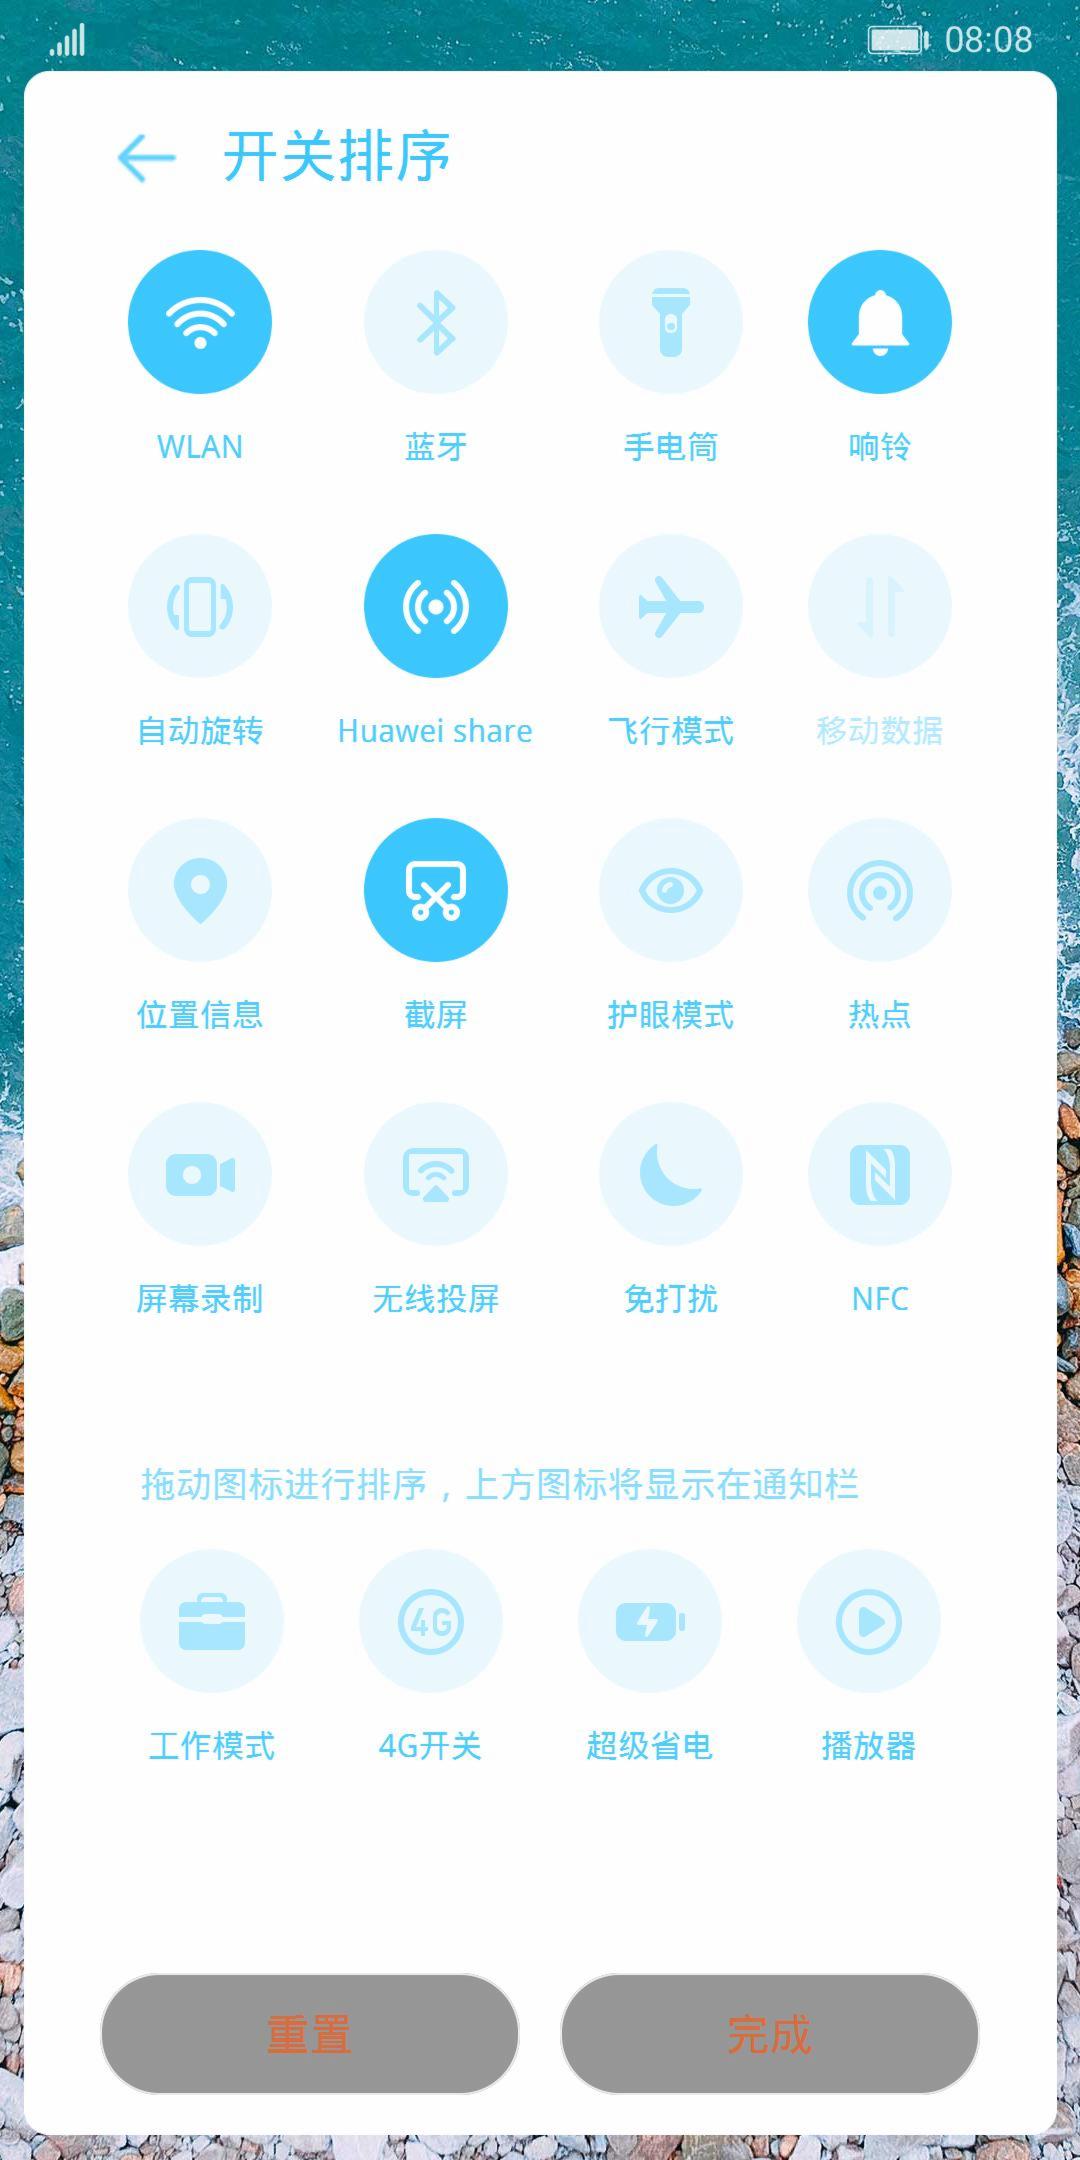 08:08
开关排序
WLAN 蓝牙 手电筒 响铃
自动旋转 Huawei share 飞行模式 移动数据
位置信息 截屏 护眼模式 热点
屏幕录制 无线投屏 免打扰 NFC
拖动图标进行排序，上方图标将显示在通知栏
4G
工作模式 4G开关 超级省电 播放器
重置 完成